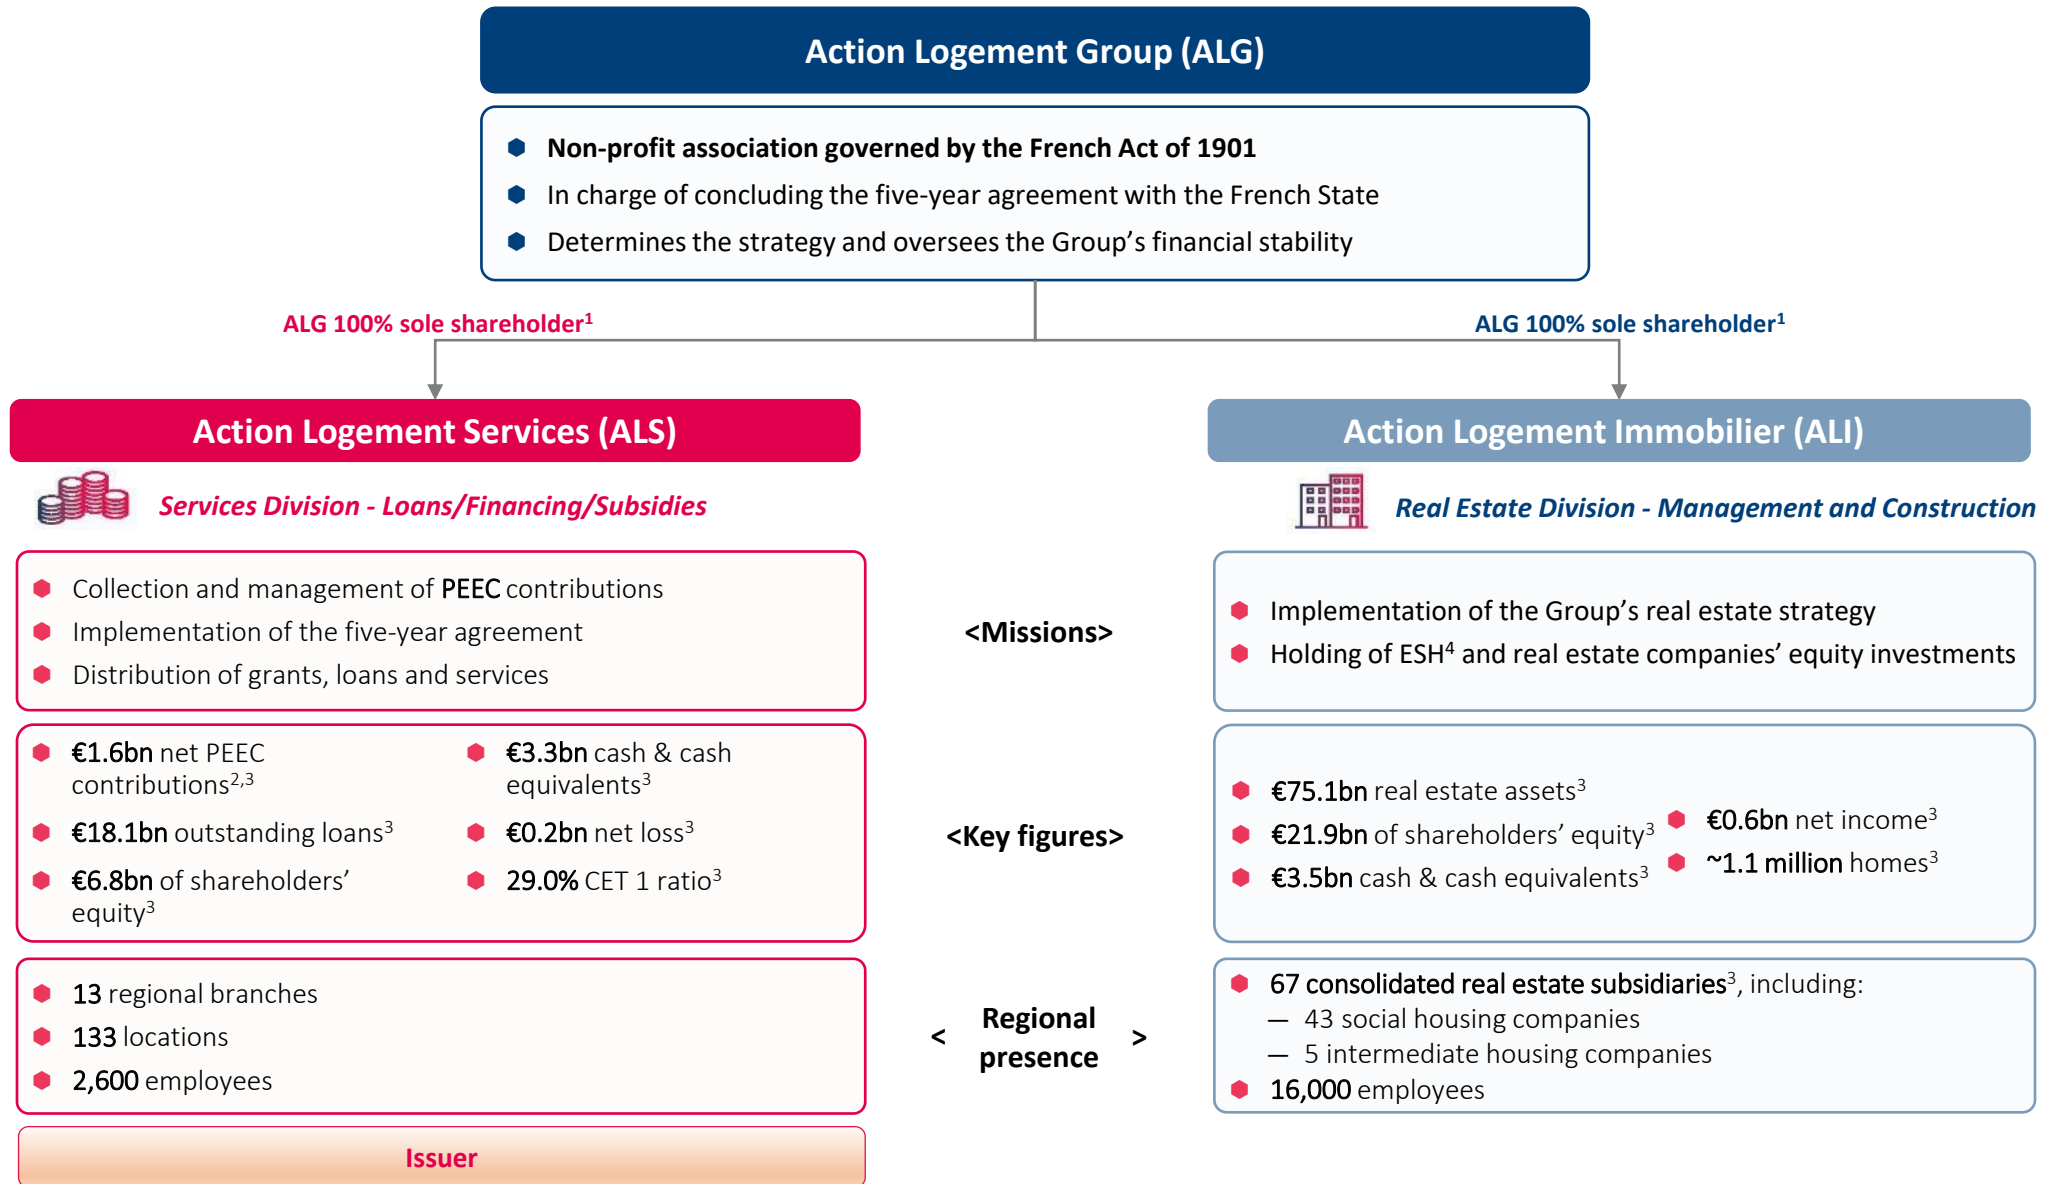 Action Logement Group (ALG)
Non-profit association governed by the French Act of 1901
In charge of concluding the five-year agreement with the French State
Determines the strategy and oversees the Group’s financial stability
ALG 100% sole shareholder¹
ALG 100% sole shareholder¹
Action Logement Services (ALS)
Services Division - Loans/Financing/Subsidies
Action Logement Immobilier (ALI)
Real Estate Division - Management and Construction
Collection and management of PEEC contributions
Implementation of the five-year agreement
Distribution of grants, loans and services
<Missions>
Implementation of the Group’s real estate strategy
Holding of ESH⁴ and real estate companies’ equity investments
€1.6bn net PEEC
contributions²,³
€18.1bn outstanding loans³
€6.8bn of shareholders’
equity³
€3.3bn cash & cash
equivalents³
€0.2bn net loss³
29.0% CET 1 ratio³
<Key figures>
€75.1bn real estate assets³
€21.9bn of shareholders’ equity³
€3.5bn cash & cash equivalents³
€0.6bn net income³
~1.1 million homes³
13 regional branches
133 locations
2,600 employees
< Regional
presence >
67 consolidated real estate subsidiaries³, including:
— 43 social housing companies
— 5 intermediate housing companies
16,000 employees
Issuer